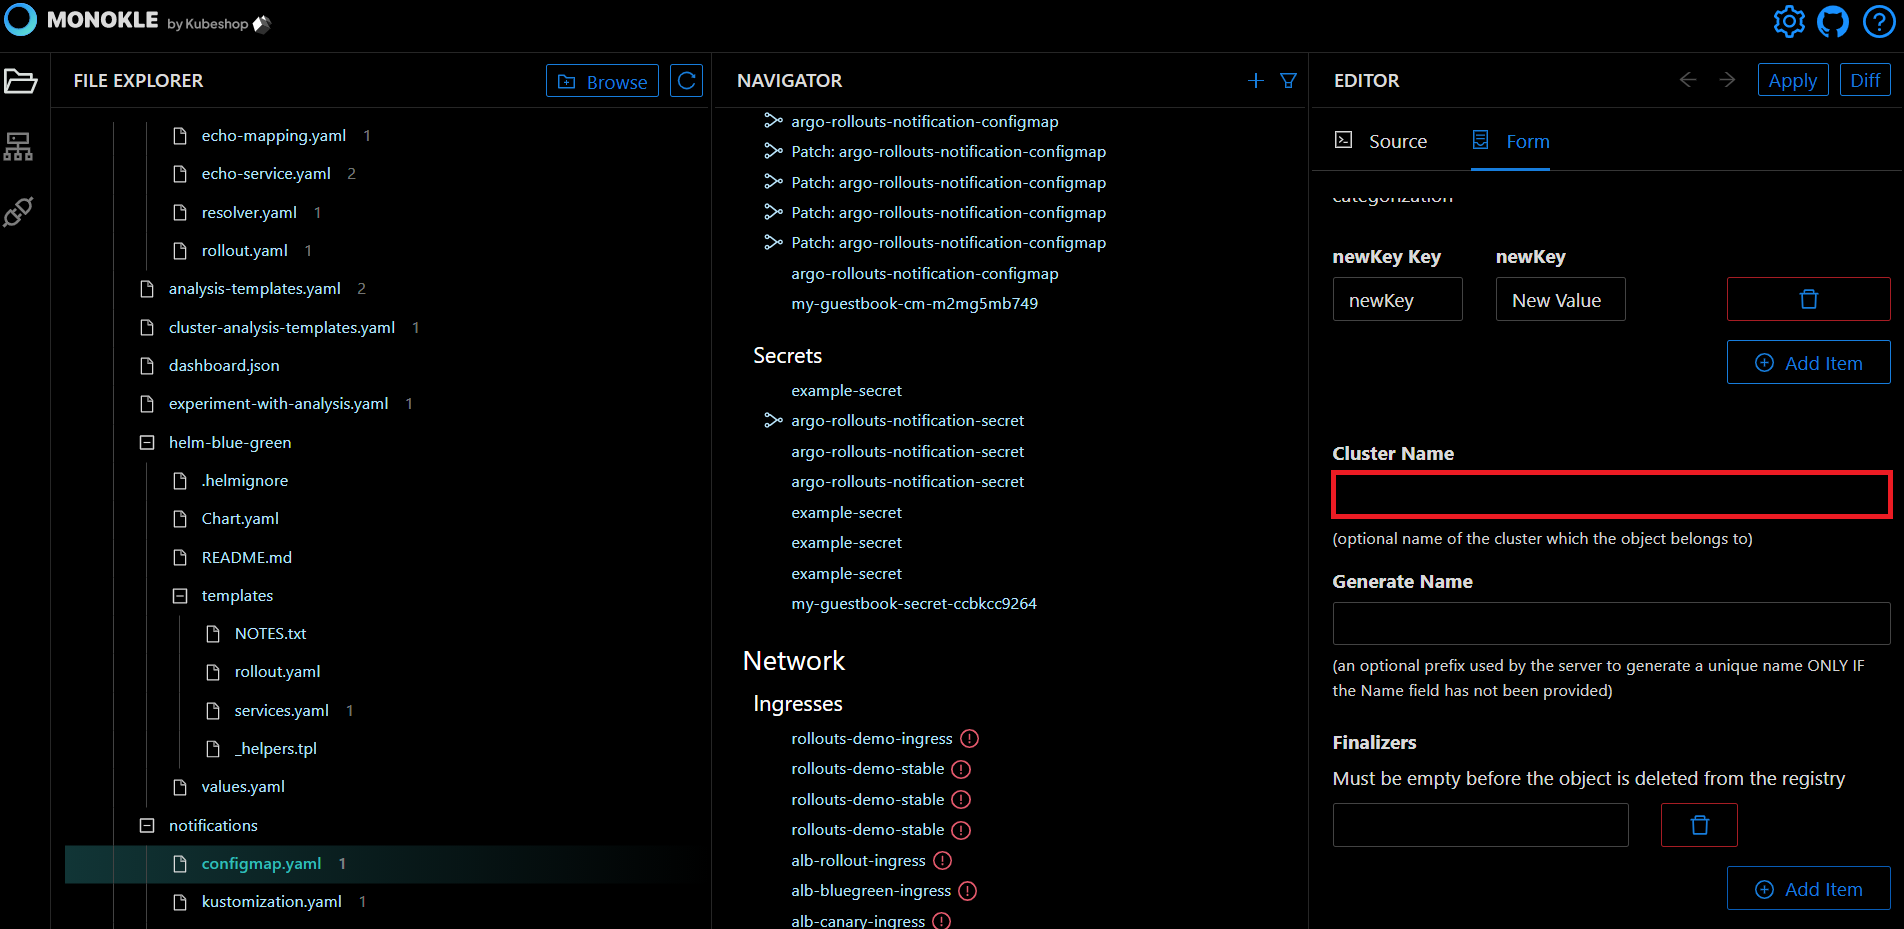 MONOKLE by Kubeshop
FILE EXPLORER
Browse
echo-mapping.yaml 1
echo-service.yaml 2
resolver.yaml 1
rollout.yaml 1
analysis-templates.yaml 2
cluster-analysis-templates.yaml 1
dashboard.json
experiment-with-analysis.yaml 1
helm-blue-green
.helmignore
Chart.yaml
README.md
templates
NOTES.txt
rollout.yaml
services.yaml 1
_helpers.tpl
values.yaml
notifications
configmap.yaml 1
kustomization.yaml 1
NAVIGATOR
argo-rollouts-notification-configmap
Patch: argo-rollouts-notification-configmap
Patch: argo-rollouts-notification-configmap
Patch: argo-rollouts-notification-configmap
Patch: argo-rollouts-notification-configmap
argo-rollouts-notification-configmap
my-guestbook-cm-m2mg5mb749
Secrets
example-secret
argo-rollouts-notification-secret
argo-rollouts-notification-secret
argo-rollouts-notification-secret
example-secret
example-secret
example-secret
my-guestbook-secret-ccbkcc9264
Network
Ingresses
rollouts-demo-ingress
rollouts-demo-stable
rollouts-demo-stable
rollouts-demo-stable
alb-rollout-ingress
alb-bluegreen-ingress
alb-canary-ingress
EDITOR
Apply
Diff
Source
Form
categorization
newKey Key newKey
newKey New Value
Add Item
Cluster Name
(optional name of the cluster which the object belongs to)
Generate Name
(an optional prefix used by the server to generate a unique name ONLY IF
the Name field has not been provided)
Finalizers
Must be empty before the object is deleted from the registry
Add Item